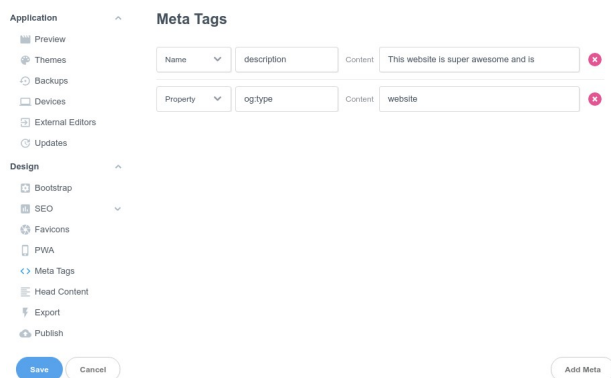 Application
Preview
Themes
Backups
Devices
External Editors
Updates
Design
Bootstrap
SEO
Favicons
PWA
Meta Tags
Head Content
Export
Publish
Save Cancel
Meta Tags
Name description Content This website is super awesome and is
Property og:type Content website
Add Meta